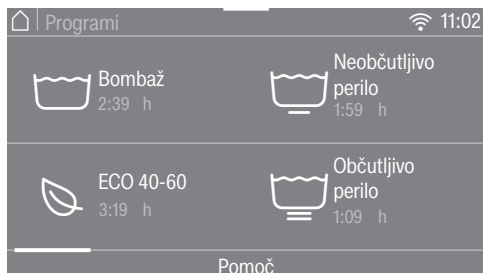 Programi
11:02
Bombaž
2:39 h
Neobčutljivo
perilo
1:59 h
ECO 40-60
3:19 h
Občutljivo
perilo
1:09 h
Pomoč